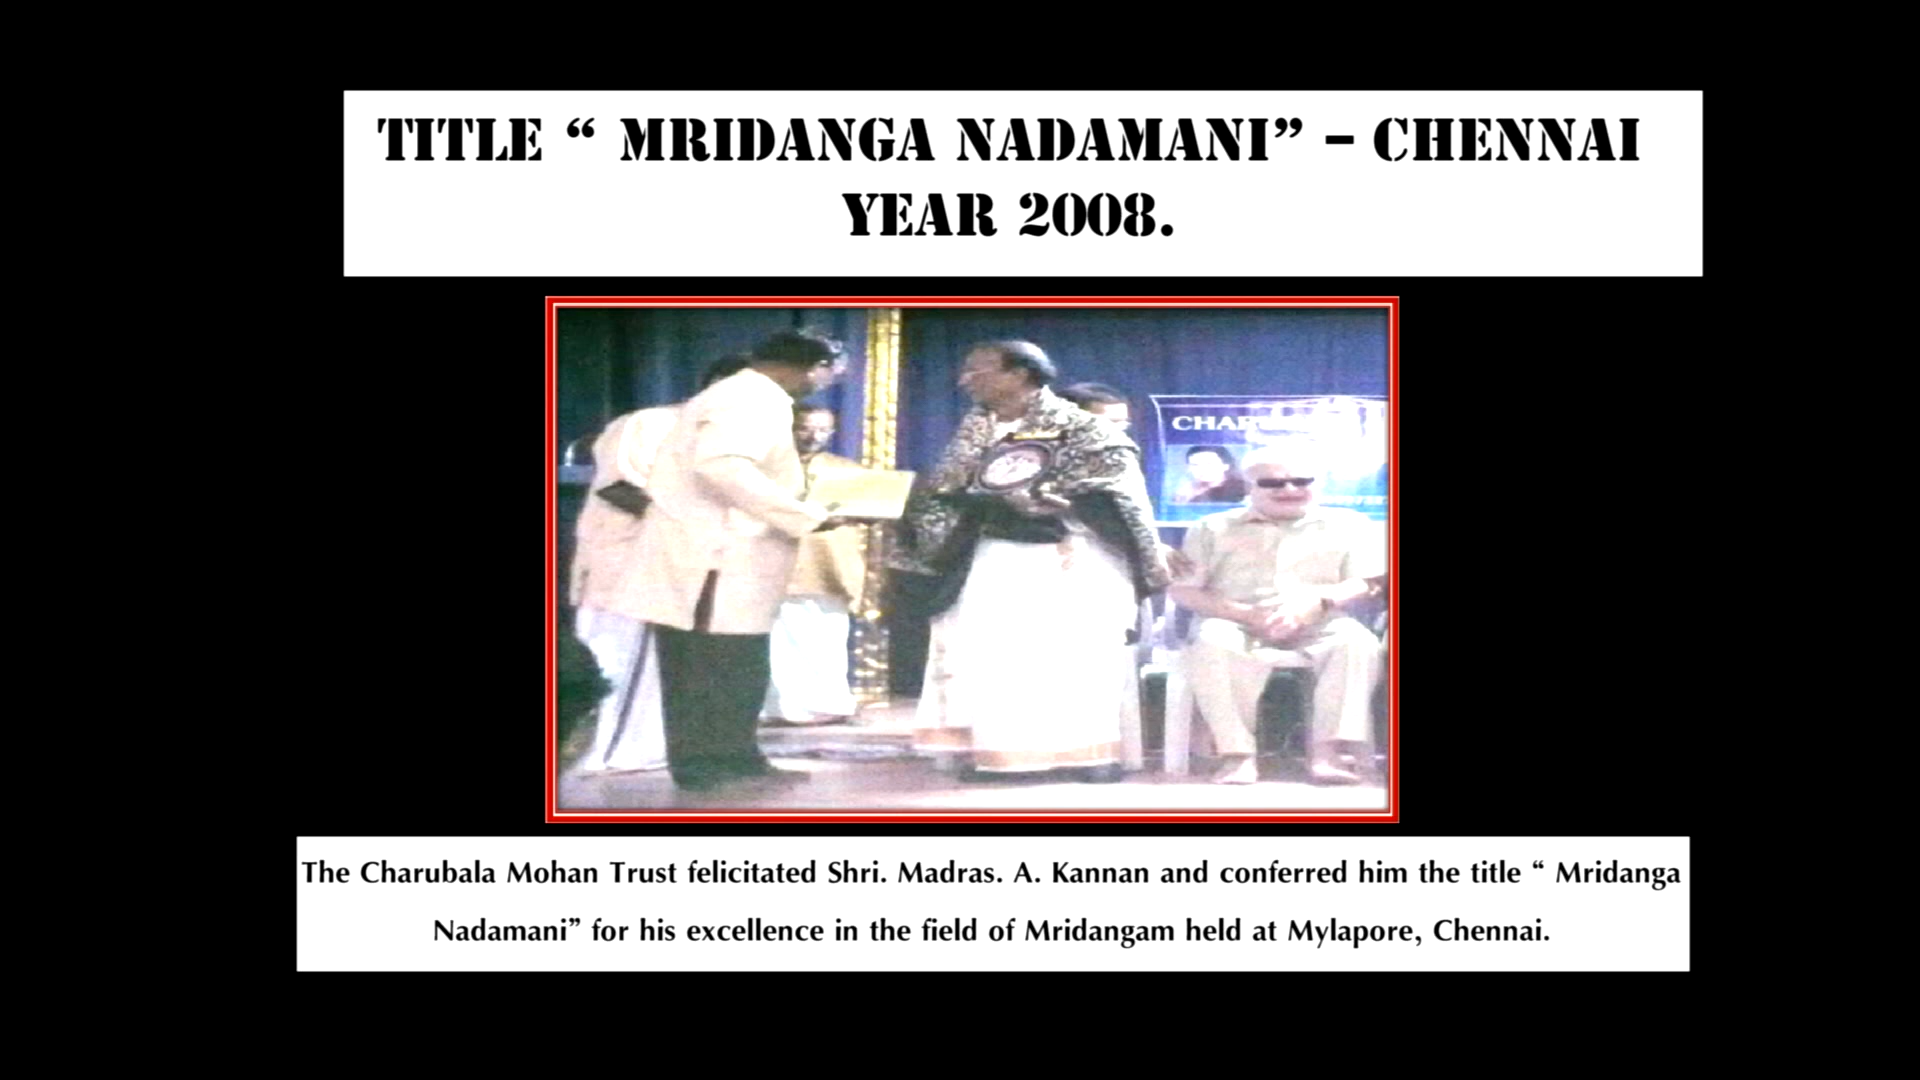 TITLE “ MRIDANGA NADAMANI” – CHENNAI
YEAR 2008.
The Charubala Mohan Trust felicitated Shri. Madras. A. Kannan and conferred him the title “ Mridanga
Nadamani” for his excellence in the field of Mridangam held at Mylapore, Chennai.